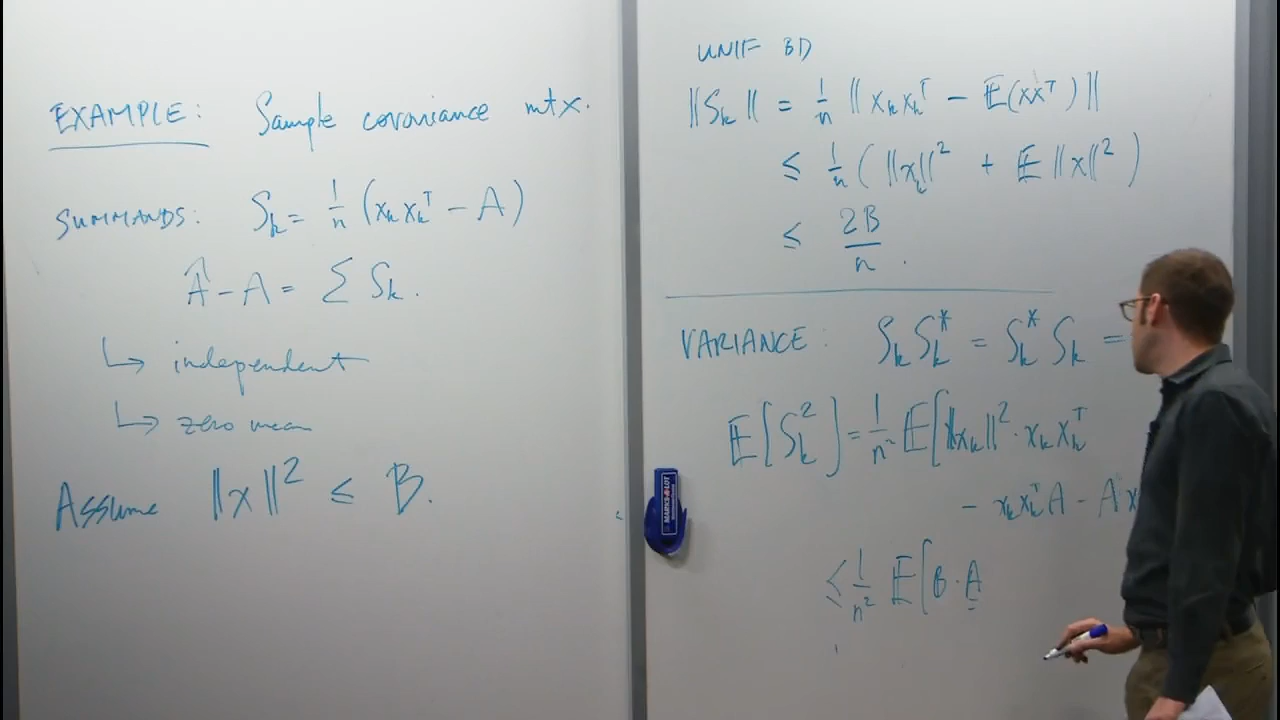 EXAMPLE: Sample covariance mtx.
SUMMANDS: S_k = 1/n (x_k x_k^T - A)
Â - A = Σ S_k.
↳ independent
↳ zero mean
Assume ‖x‖² ≤ B.
UNIF BD
‖S_k‖ = 1/n ‖x_k x_k^T - 𝔼(xx^T)‖
≤ 1/n (‖x_k‖² + 𝔼‖x‖²)
≤ 2B/n.
VARIANCE: S_k S_k^* = S_k^* S_k =
𝔼[S_k²] = 1/n² 𝔼[‖x_k‖² · x_k x_k^T
- x_k x_k^T A - A x
≤ 1/n² 𝔼[B · A
MARKS-A-LOT